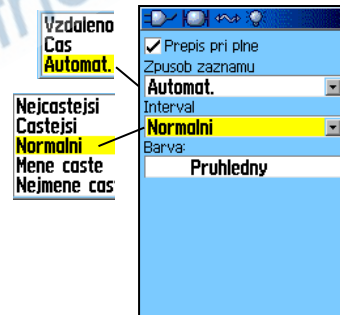 Vzdaleno
Cas
Automat.
Nejcastejsi
Castejsi
Normalni
Mene caste
Nejmene cas
Prepis pri plne
Zpusob zaznamu
Automat.
Interval
Normalni
Barva:
Pruhledny